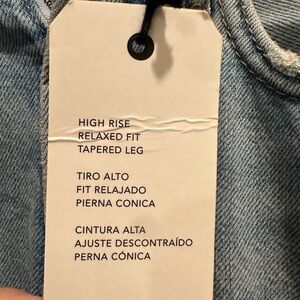 HIGH RISE
RELAXED FIT
TAPERED LEG
TIRO ALTO
FIT RELAJADO
PIERNA CONICA
CINTURA ALTA
AJUSTE DESCONTRAÍDO
PERNA CÓNICA